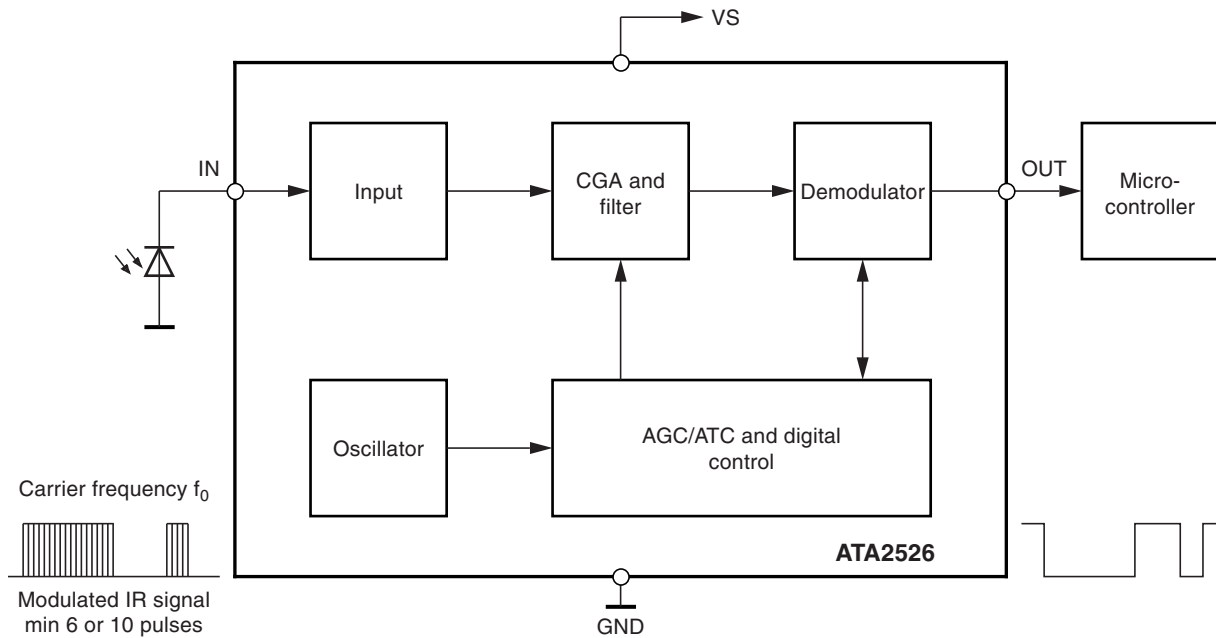 VS
IN
Input
CGA and
filter
Demodulator
OUT
Micro-
controller
Oscillator
AGC/ATC and digital
control
Carrier frequency f₀
ATA2526
Modulated IR signal
min 6 or 10 pulses
GND